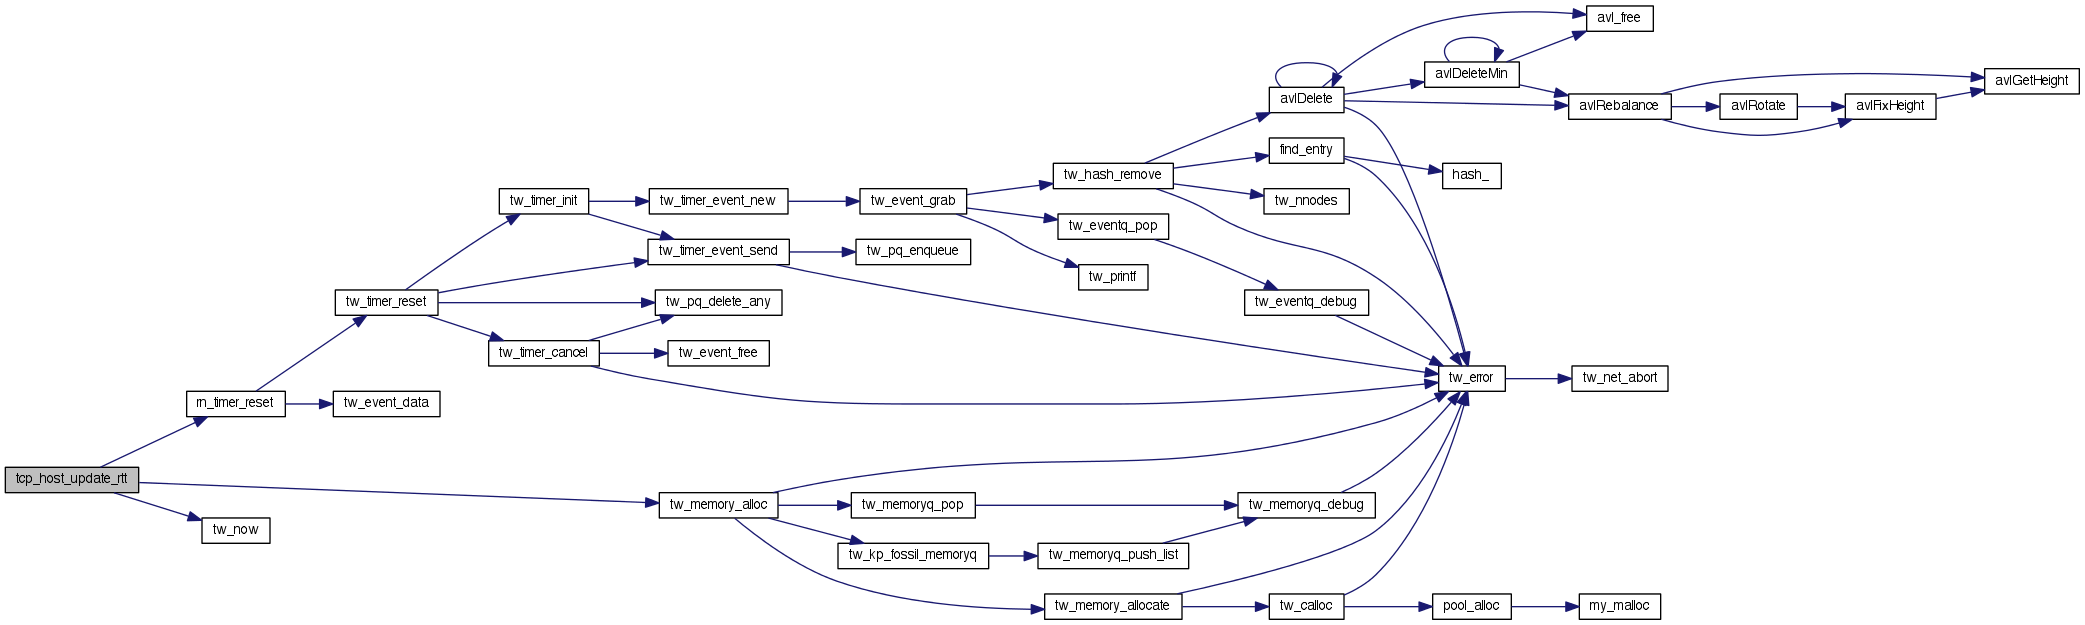 tcp_host_update_rtt
rn_timer_reset
tw_now
tw_timer_reset
tw_event_data
tw_timer_init
tw_timer_cancel
tw_timer_event_new
tw_timer_event_send
tw_pq_delete_any
tw_event_free
tw_memory_alloc
tw_event_grab
tw_pq_enqueue
tw_memoryq_pop
tw_kp_fossil_memoryq
tw_hash_remove
tw_eventq_pop
tw_printf
tw_memoryq_push_list
tw_memory_allocate
avlDelete
find_entry
tw_nnodes
tw_eventq_debug
tw_memoryq_debug
tw_calloc
avlDeleteMin
hash_
tw_error
pool_alloc
avl_free
avlRebalance
tw_net_abort
my_malloc
avlRotate
avlFixHeight
avlGetHeight